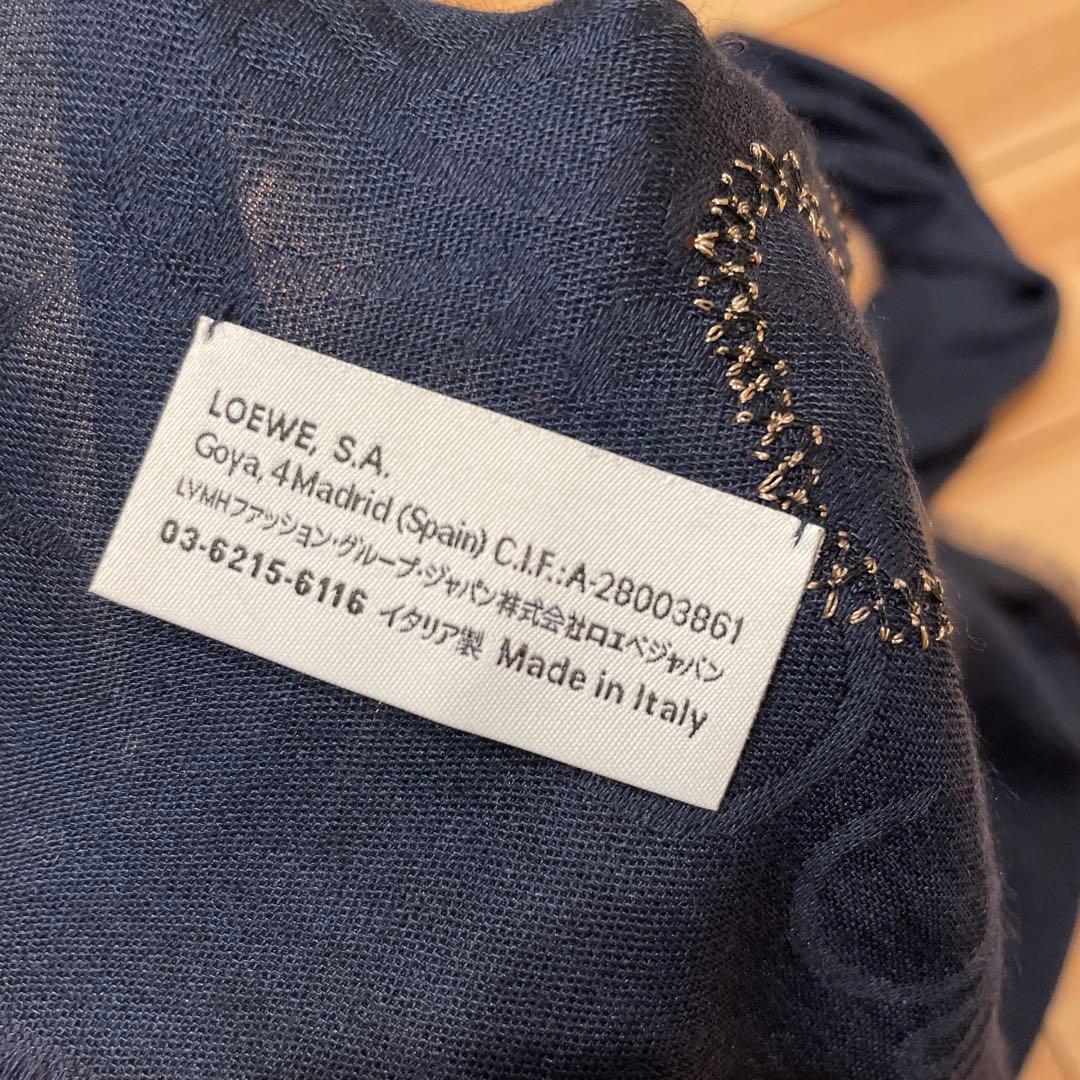 LOEWE, S.A.
Goya, 4 Madrid (Spain) C.I.F.:A-28003861
LVMHファッション・グループ・ジャパン株式会社ロエベジャパン
03-6215-6116 イタリア製 Made in Italy